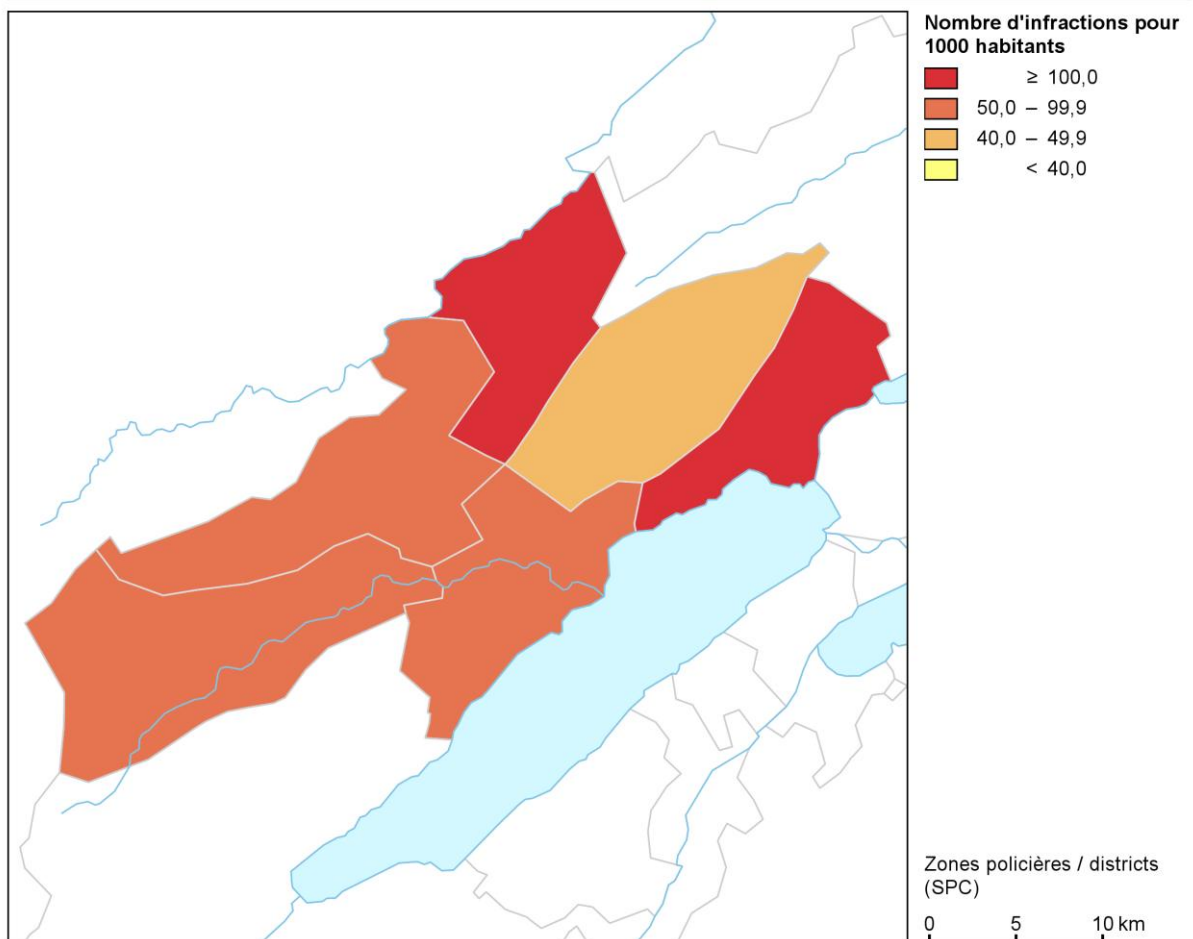 Nombre d'infractions pour
1000 habitants
≥ 100,0
50,0 – 99,9
40,0 – 49,9
< 40,0
Zones policières / districts
(SPC)
0 5 10 km